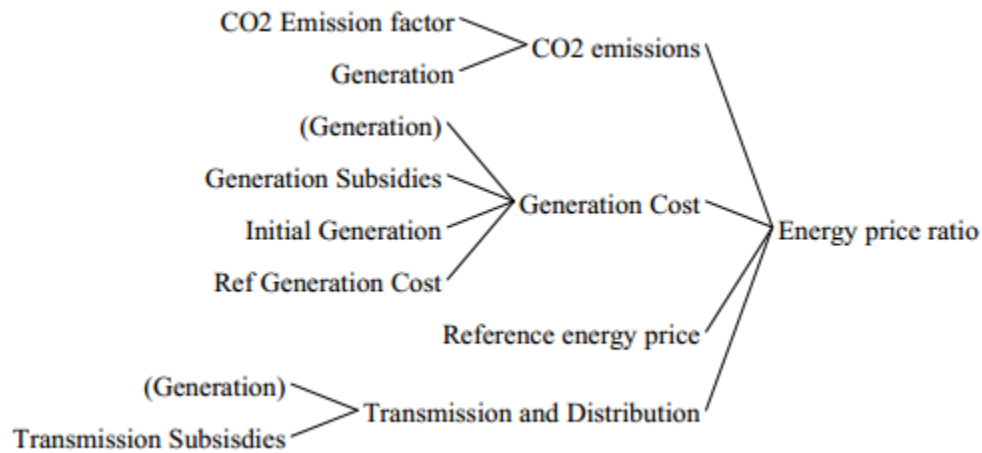 CO2 Emission factor
CO2 emissions
Generation
(Generation)
Generation Subsidies
Generation Cost
Initial Generation
Energy price ratio
Ref Generation Cost
Reference energy price
(Generation)
Transmission and Distribution
Transmission Subsisdies